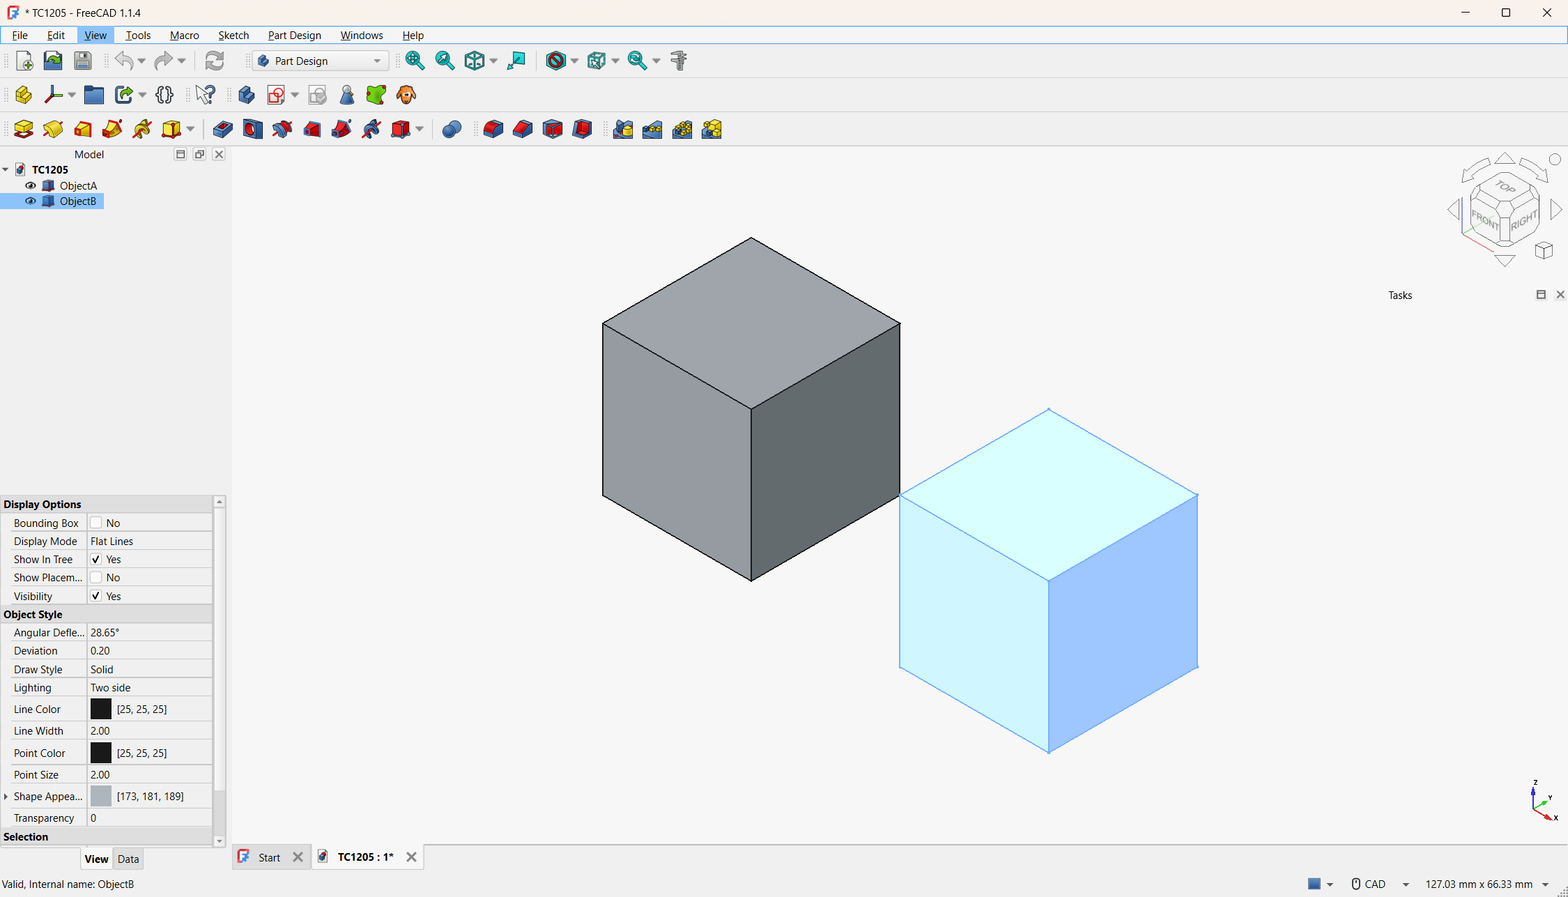 * TC1205 - FreeCAD 1.1.4
File Edit View Tools Macro Sketch Part Design Windows Help
Part Design
Model
TC1205
ObjectA
ObjectB
TOP
FRONT RIGHT
Tasks
Display Options
Bounding Box No
Display Mode Flat Lines
Show In Tree Yes
Show Placem... No
Visibility Yes
Object Style
Angular Defle... 28.65°
Deviation 0.20
Draw Style Solid
Lighting Two side
Line Color [25, 25, 25]
Line Width 2.00
Point Color [25, 25, 25]
Point Size 2.00
Shape Appea... [173, 181, 189]
Transparency 0
Selection
Z
Y
X
View Data
Start TC1205 : 1*
Valid, Internal name: ObjectB
CAD 127.03 mm x 66.33 mm